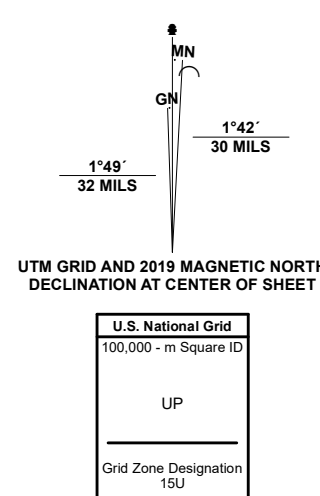 MN
GN
1°42´
30 MILS
1°49´
32 MILS
UTM GRID AND 2019 MAGNETIC NORTH
DECLINATION AT CENTER OF SHEET
U.S. National Grid
100,000 - m Square ID
UP
Grid Zone Designation
15U